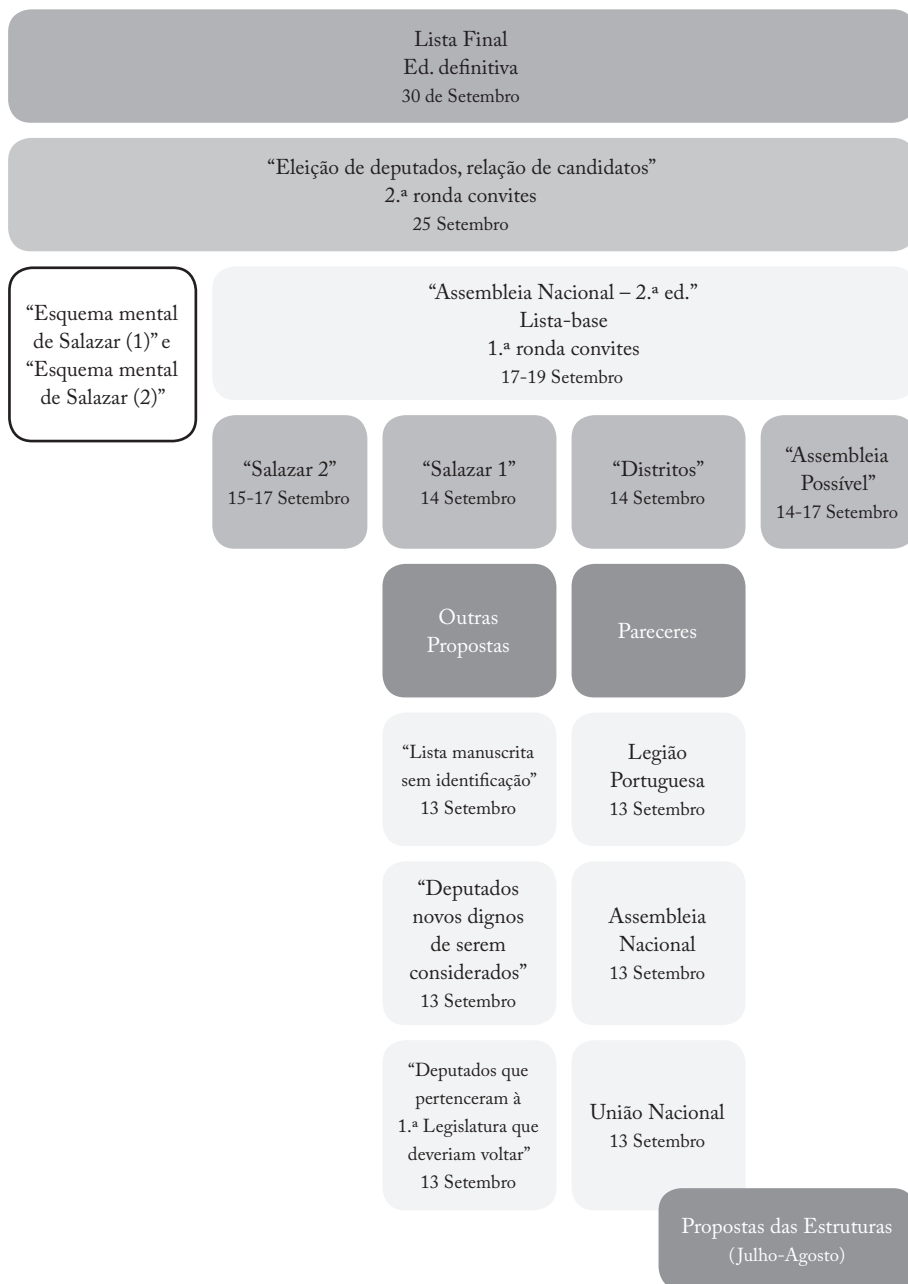 Lista Final
Ed. definitiva
30 de Setembro
“Eleição de deputados, relação de candidatos”
2.ª ronda convites
25 Setembro
“Esquema mental
de Salazar (1)” e
“Esquema mental
de Salazar (2)”
“Assembleia Nacional – 2.ª ed.”
Lista-base
1.ª ronda convites
17-19 Setembro
“Salazar 2”
15-17 Setembro
“Salazar 1”
14 Setembro
“Distritos”
14 Setembro
“Assembleia
Possível”
14-17 Setembro
Outras
Propostas
Pareceres
“Lista manuscrita
sem identificação”
13 Setembro
Legião
Portuguesa
13 Setembro
“Deputados
novos dignos
de serem
considerados”
13 Setembro
Assembleia
Nacional
13 Setembro
“Deputados que
pertenceram à
1.ª Legislatura que
deveriam voltar”
13 Setembro
União Nacional
13 Setembro
Propostas das Estruturas
(Julho-Agosto)